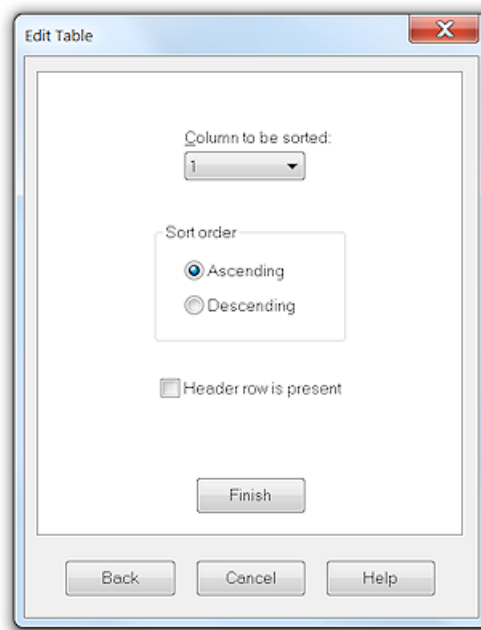 Edit Table
Column to be sorted:
1
Sort order
Ascending
Descending
Header row is present
Finish
Back
Cancel
Help